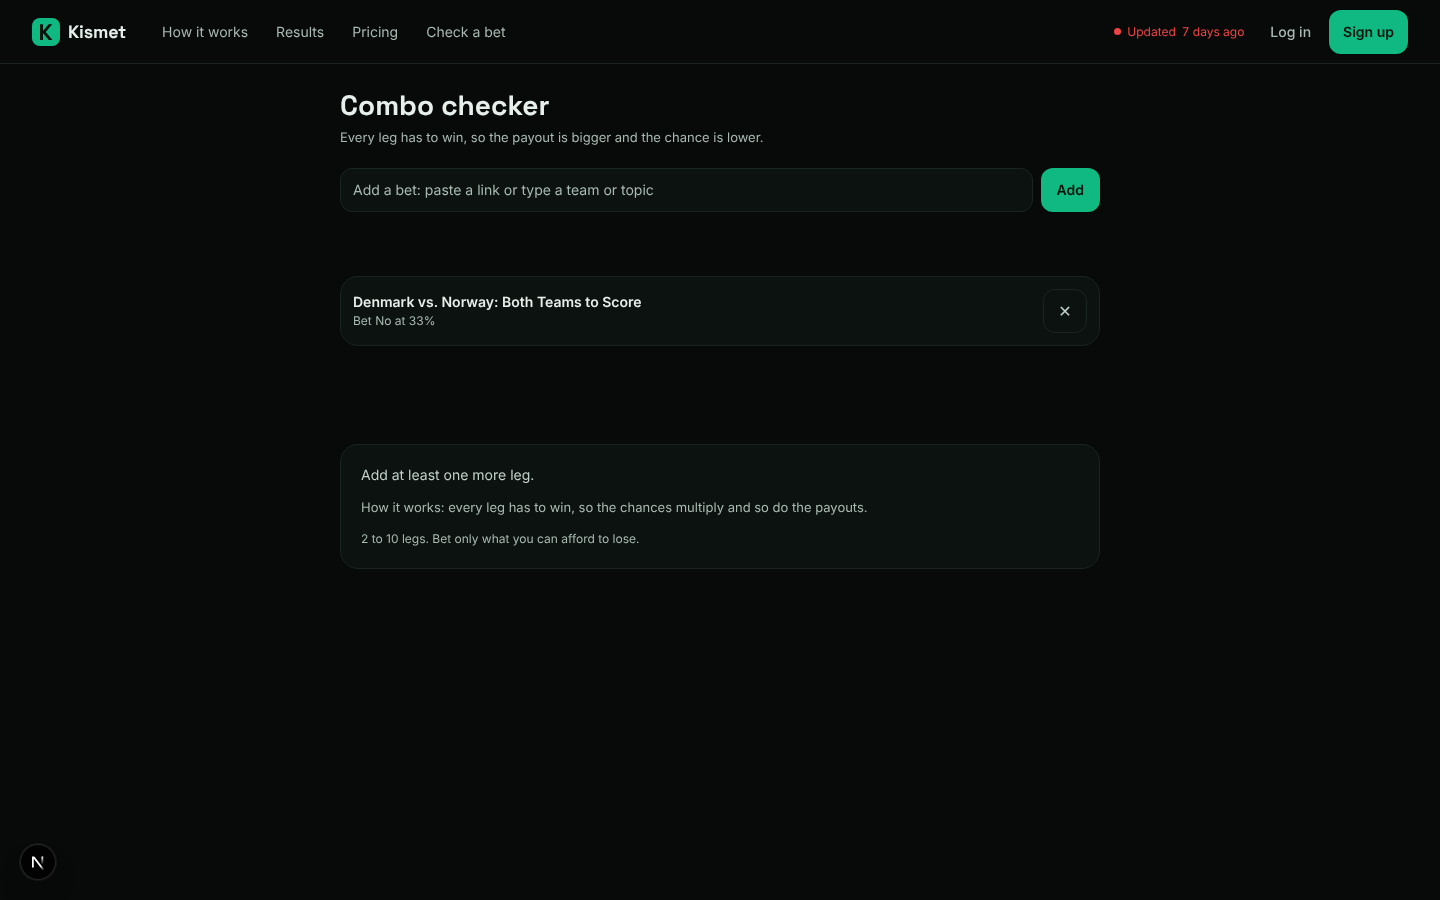 K Kismet How it works Results Pricing Check a bet Updated 7 days ago Log in Sign up
Combo checker
Every leg has to win, so the payout is bigger and the chance is lower.
Add a bet: paste a link or type a team or topic Add
Denmark vs. Norway: Both Teams to Score
Bet No at 33%
×
Add at least one more leg.
How it works: every leg has to win, so the chances multiply and so do the payouts.
2 to 10 legs. Bet only what you can afford to lose.
N